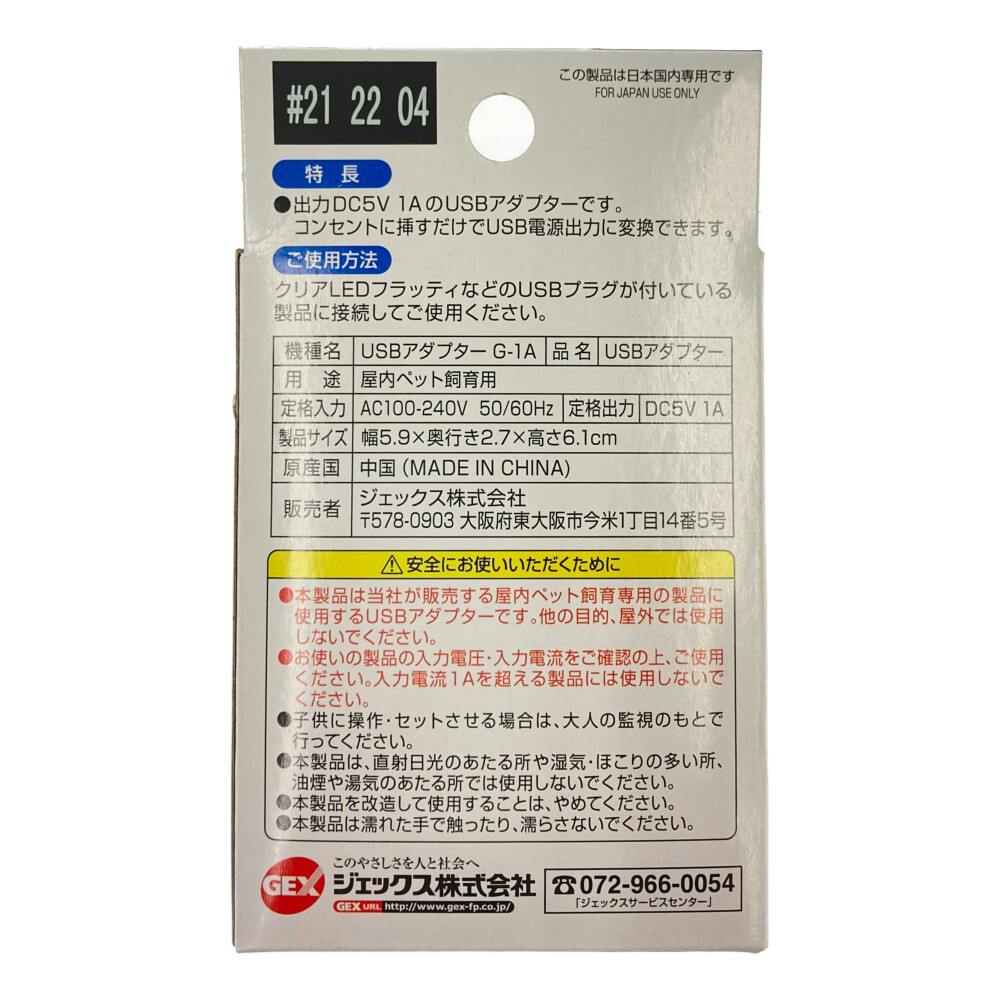 #21 22 04
この製品は日本国内専用です
FOR JAPAN USE ONLY
特長
●出力DC5V 1AのUSBアダプターです。
コンセントに挿すだけでUSB電源出力に変換できます。
ご使用方法
クリアLEDフラッティなどのUSBプラグが付いている
製品に接続してご使用ください。
機種名 USBアダプター G-1A 品名 USBアダプター
用途 屋内ペット飼育用
定格入力 AC100-240V 50/60Hz 定格出力 DC5V 1A
製品サイズ 幅5.9×奥行き2.7×高さ6.1cm
原産国 中国（MADE IN CHINA）
販売者 ジェックス株式会社
〒578-0903 大阪府東大阪市今米1丁目14番5号
⚠安全にお使いいただくために
●本製品は当社が販売する屋内ペット飼育専用の製品に
使用するUSBアダプターです。他の目的、屋外では使用
しないでください。
●お使いの製品の入力電圧・入力電流をご確認の上、ご使用
ください。入力電流1Aを超える製品には使用しないで
ください。
●子供に操作・セットさせる場合は、大人の監視のもとで
行ってください。
●本製品は、直射日光のあたる所や湿気・ほこりの多い所、
油煙や湯気のあたる所では使用しないでください。
●本製品を改造して使用することは、やめてください。
●本製品は濡れた手で触ったり、濡らさないでください。
このやさしさを人と社会へ
GEX ジェックス株式会社
GEX URL http://www.gex-fp.co.jp/
☎072-966-0054
「ジェックスサービスセンター」